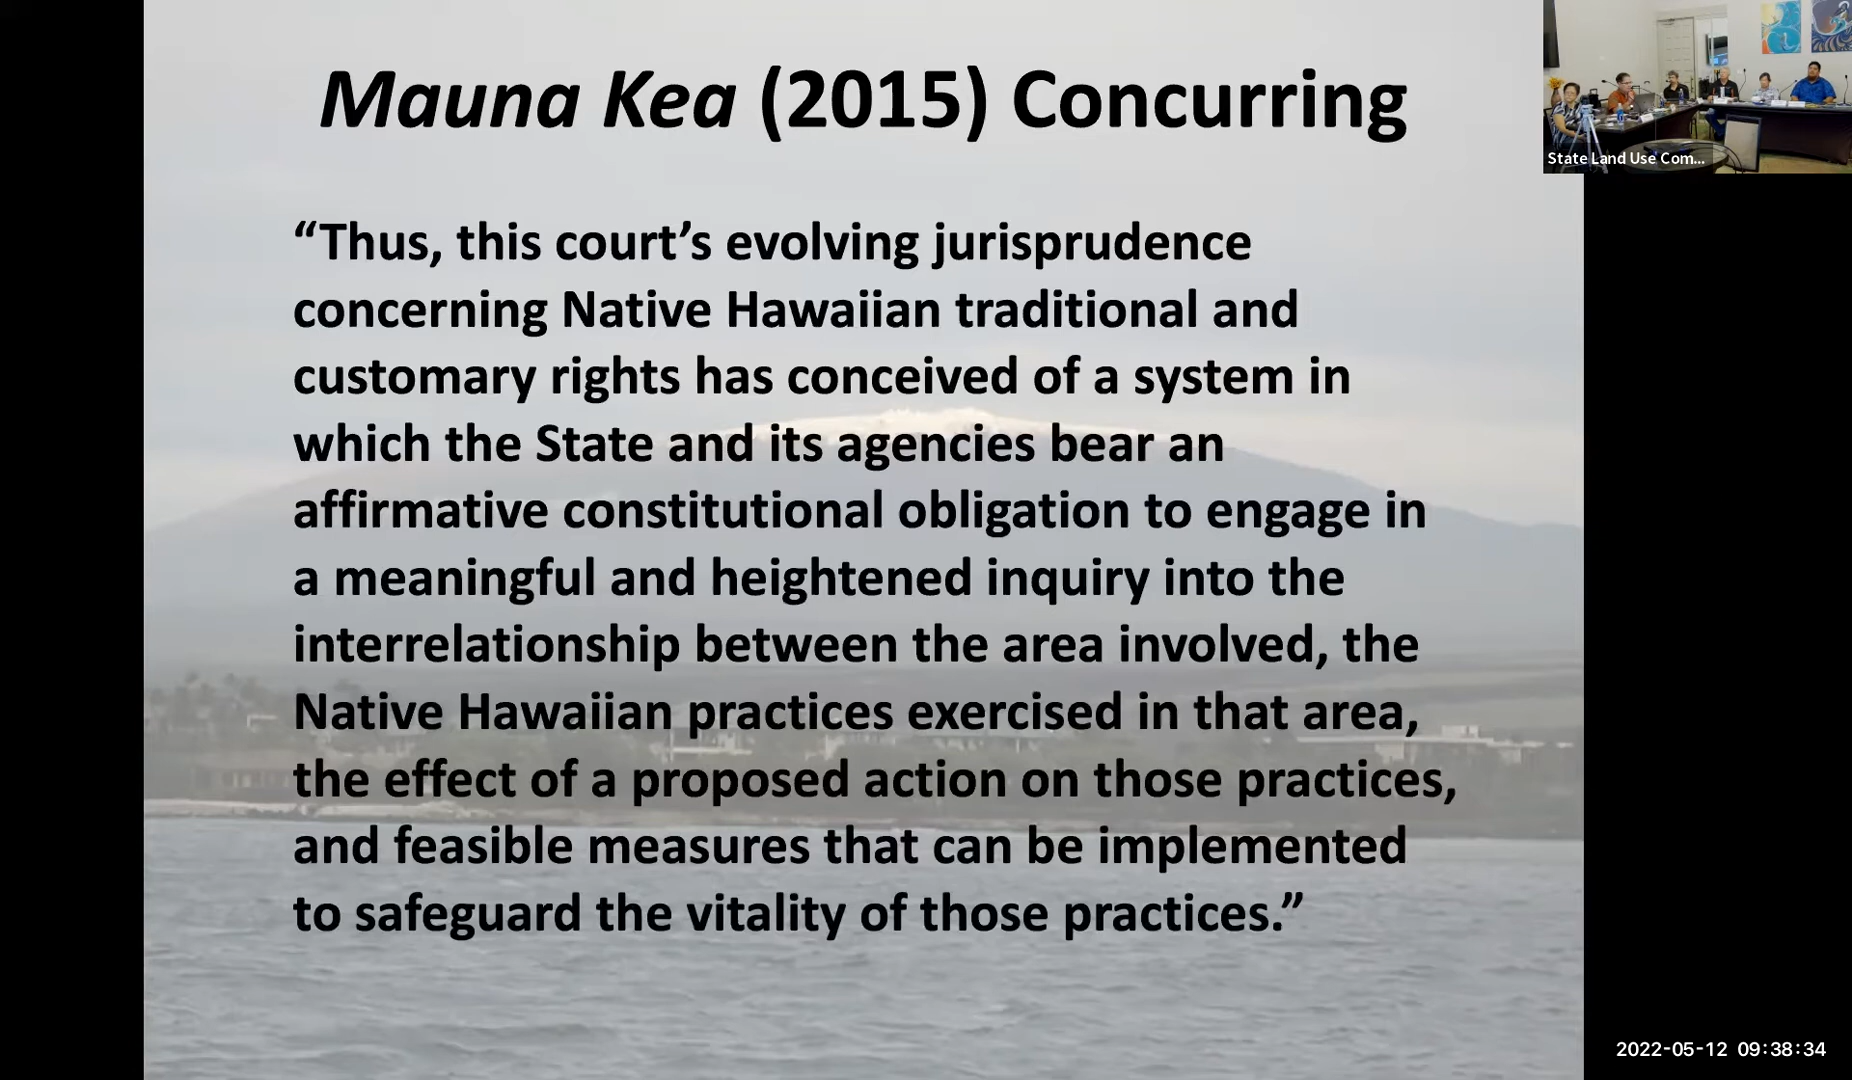 Mauna Kea (2015) Concurring
“Thus, this court’s evolving jurisprudence
concerning Native Hawaiian traditional and
customary rights has conceived of a system in
which the State and its agencies bear an
affirmative constitutional obligation to engage in
a meaningful and heightened inquiry into the
interrelationship between the area involved, the
Native Hawaiian practices exercised in that area,
the effect of a proposed action on those practices,
and feasible measures that can be implemented
to safeguard the vitality of those practices.”
State Land Use Com...
2022-05-12 09:38:34